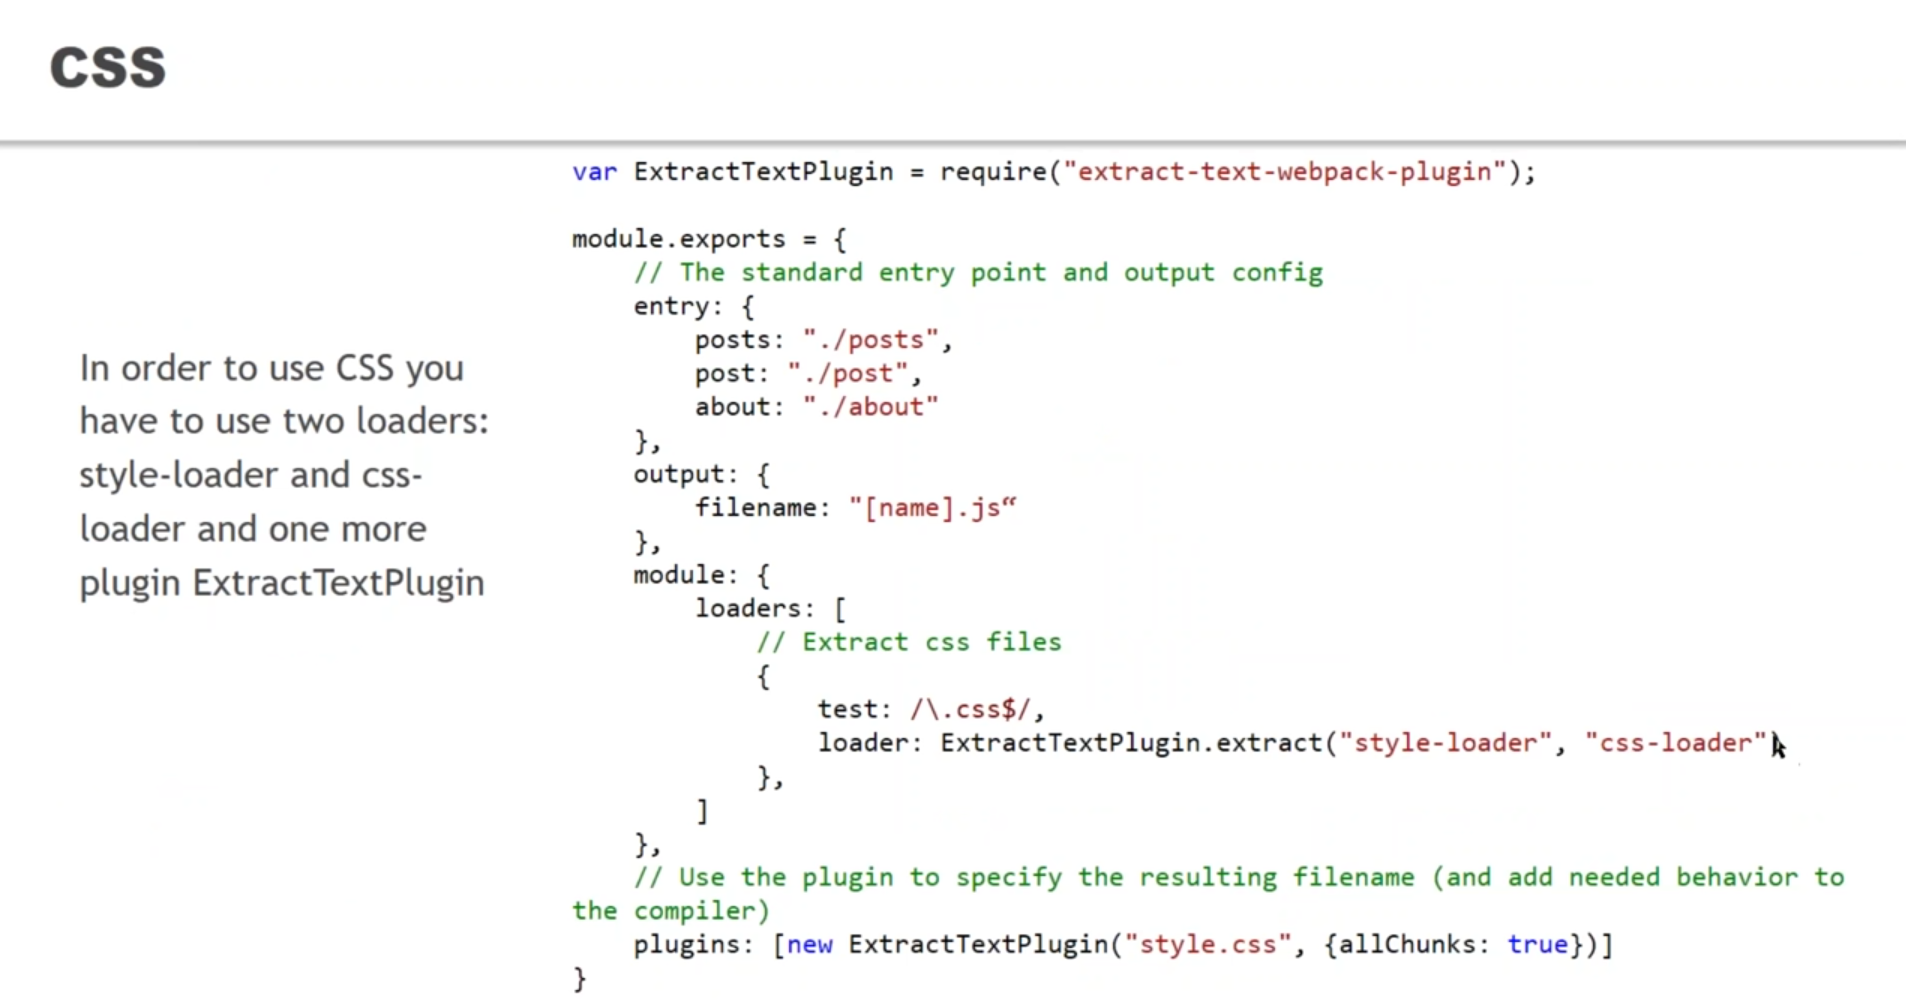 CSS
In order to use CSS you
have to use two loaders:
style-loader and css-
loader and one more
plugin ExtractTextPlugin
var ExtractTextPlugin = require("extract-text-webpack-plugin");
module.exports = {
// The standard entry point and output config
entry: {
posts: "./posts",
post: "./post",
about: "./about"
},
output: {
filename: "[name].js“
},
module: {
loaders: [
// Extract css files
{
test: /\.css$/,
loader: ExtractTextPlugin.extract("style-loader", "css-loader")
},
]
},
// Use the plugin to specify the resulting filename (and add needed behavior to
the compiler)
plugins: [new ExtractTextPlugin("style.css", {allChunks: true})]
}